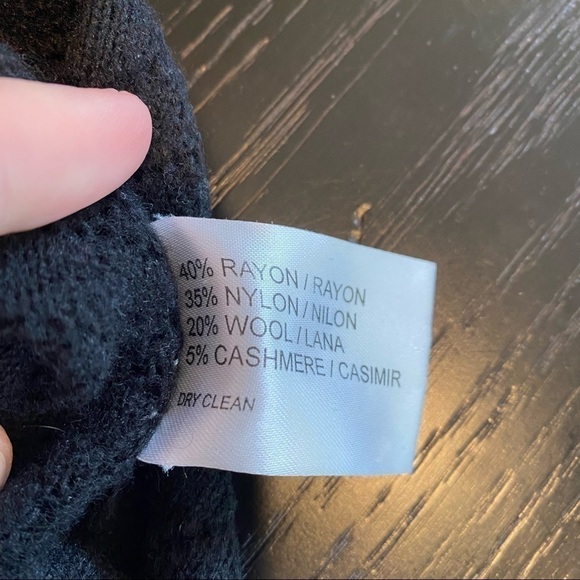 40% RAYON / RAYON
35% NYLON / NILON
20% WOOL / LANA
5% CASHMERE / CASIMIR
DRY CLEAN